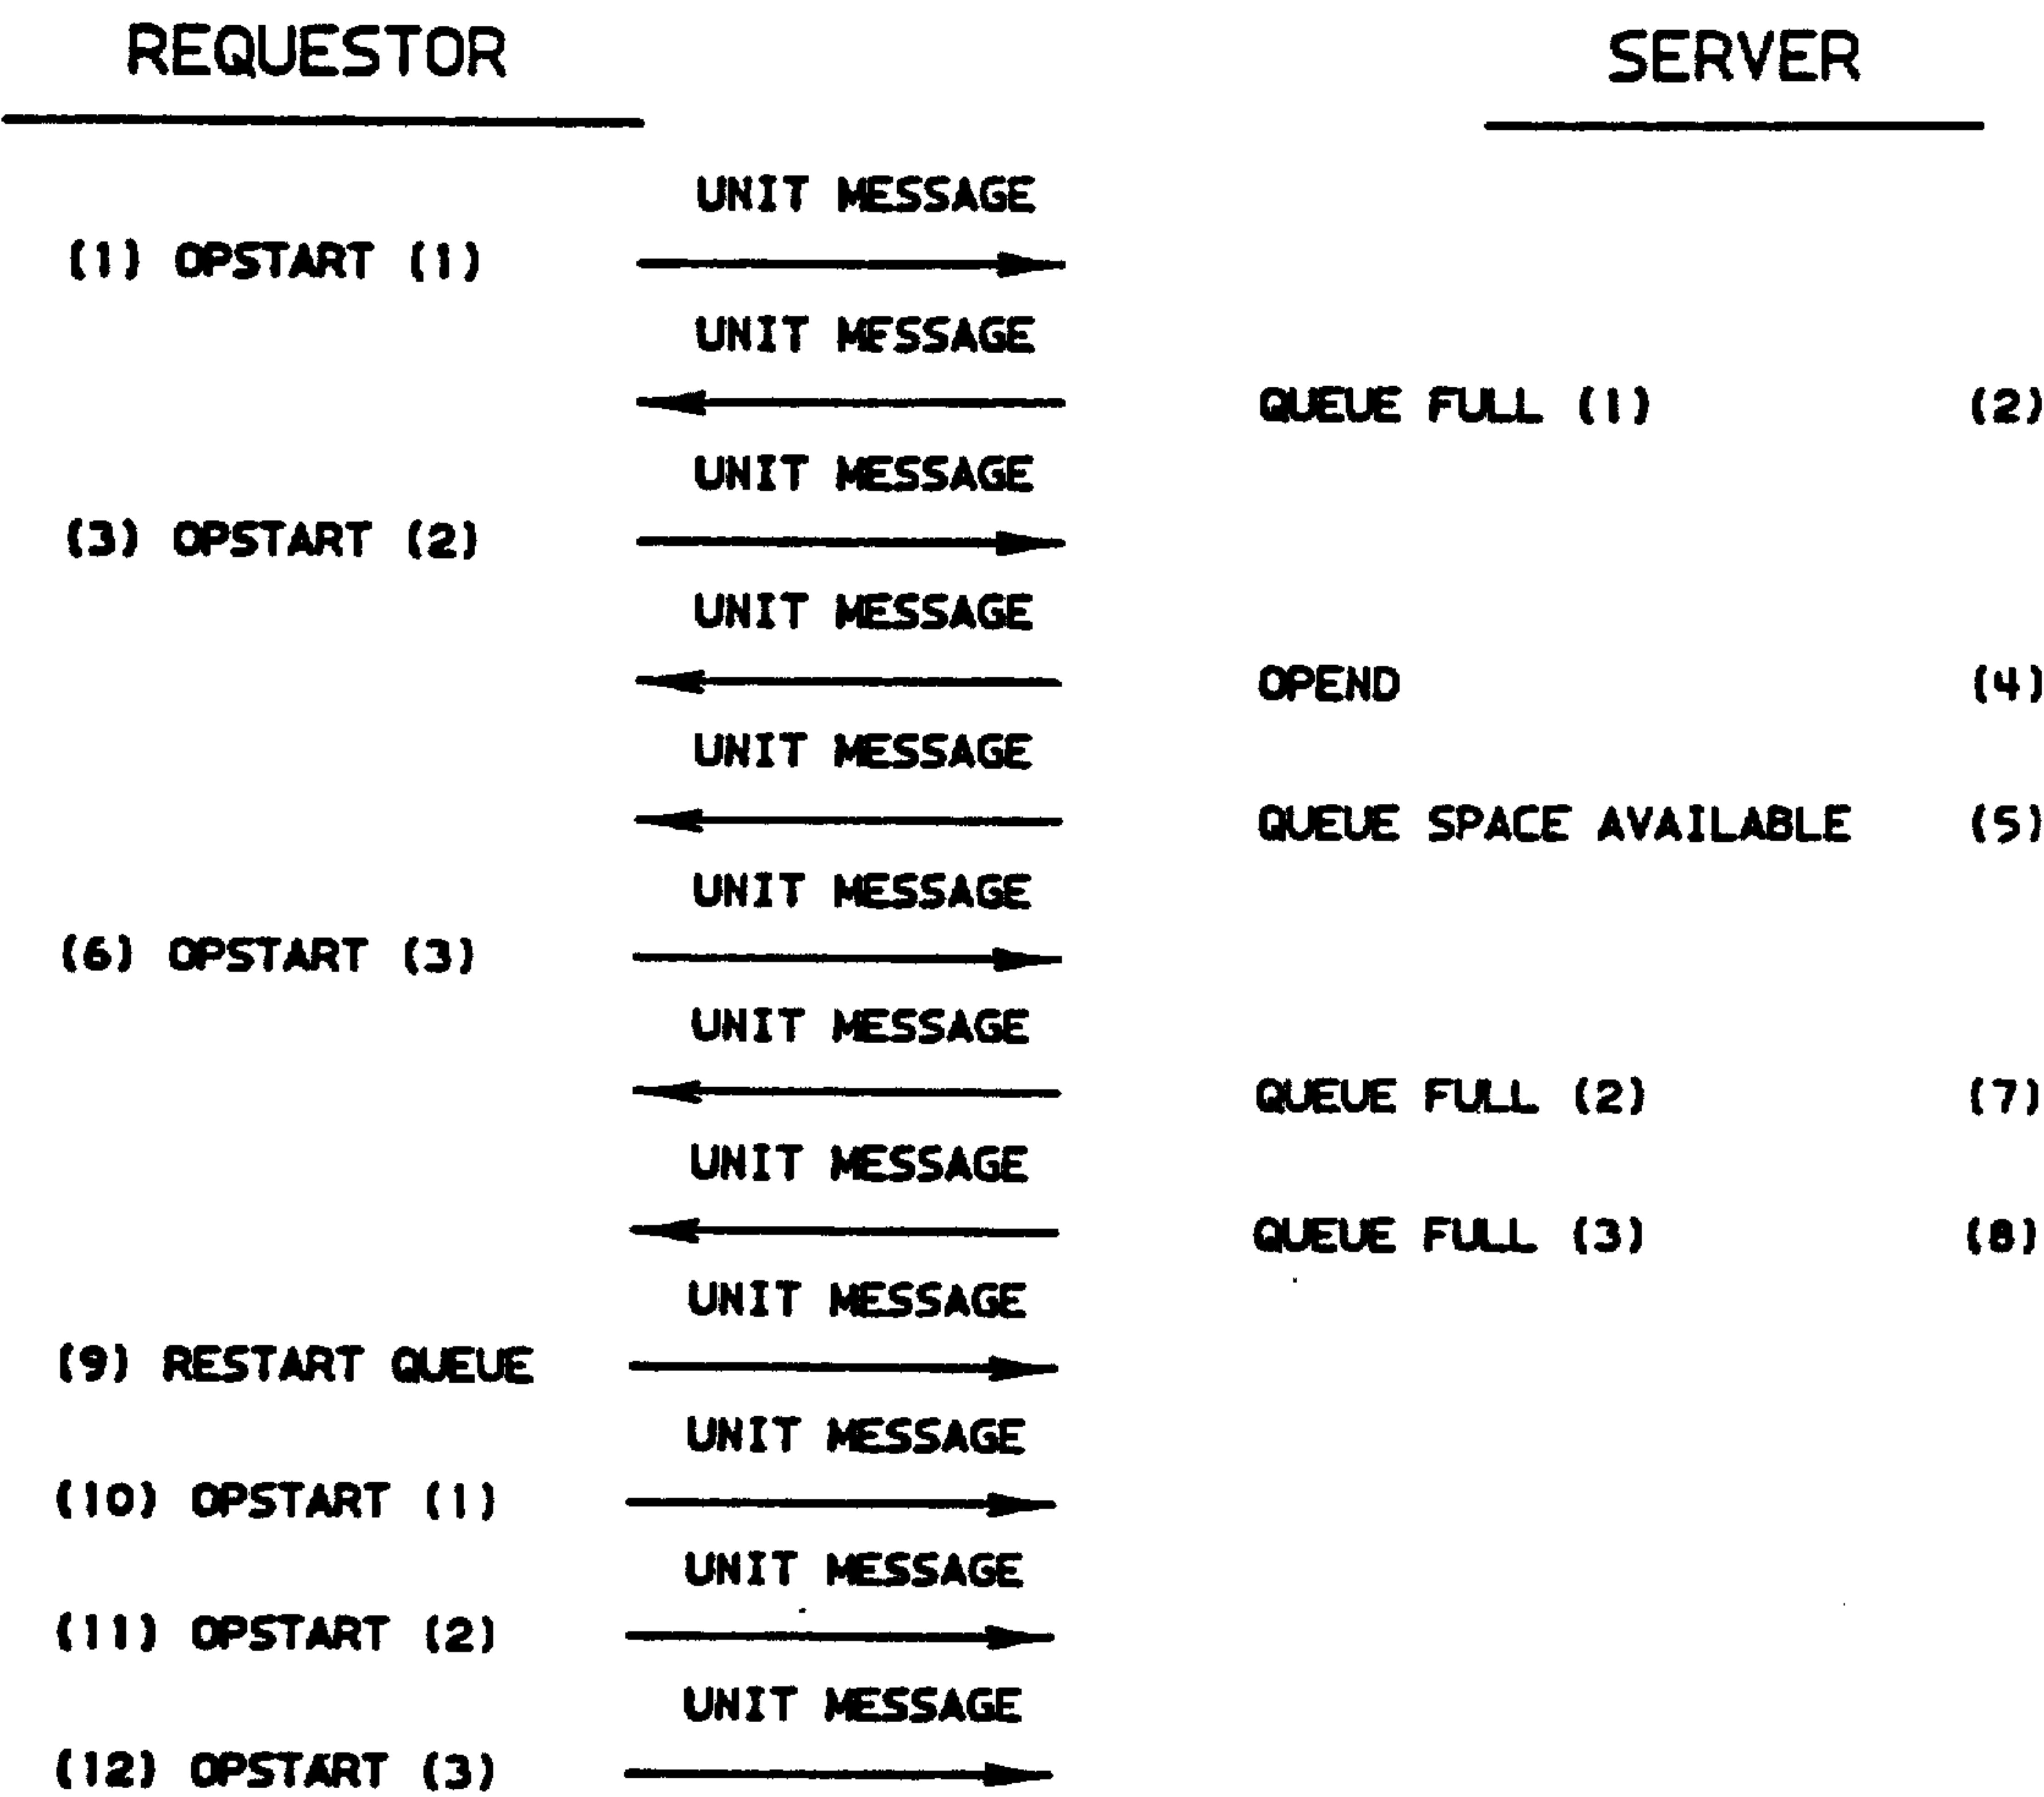 REQUESTOR SERVER
UNIT MESSAGE
(1) OPSTART (1)
UNIT MESSAGE
QUEUE FULL (1) (2)
UNIT MESSAGE
(3) OPSTART (2)
UNIT MESSAGE
OPEND (4)
UNIT MESSAGE
QUEUE SPACE AVAILABLE (5)
UNIT MESSAGE
(6) OPSTART (3)
UNIT MESSAGE
QUEUE FULL (2) (7)
UNIT MESSAGE
QUEUE FULL (3) (8)
UNIT MESSAGE
(9) RESTART QUEUE
UNIT MESSAGE
(10) OPSTART (1)
UNIT MESSAGE
(11) OPSTART (2)
UNIT MESSAGE
(12) OPSTART (3)